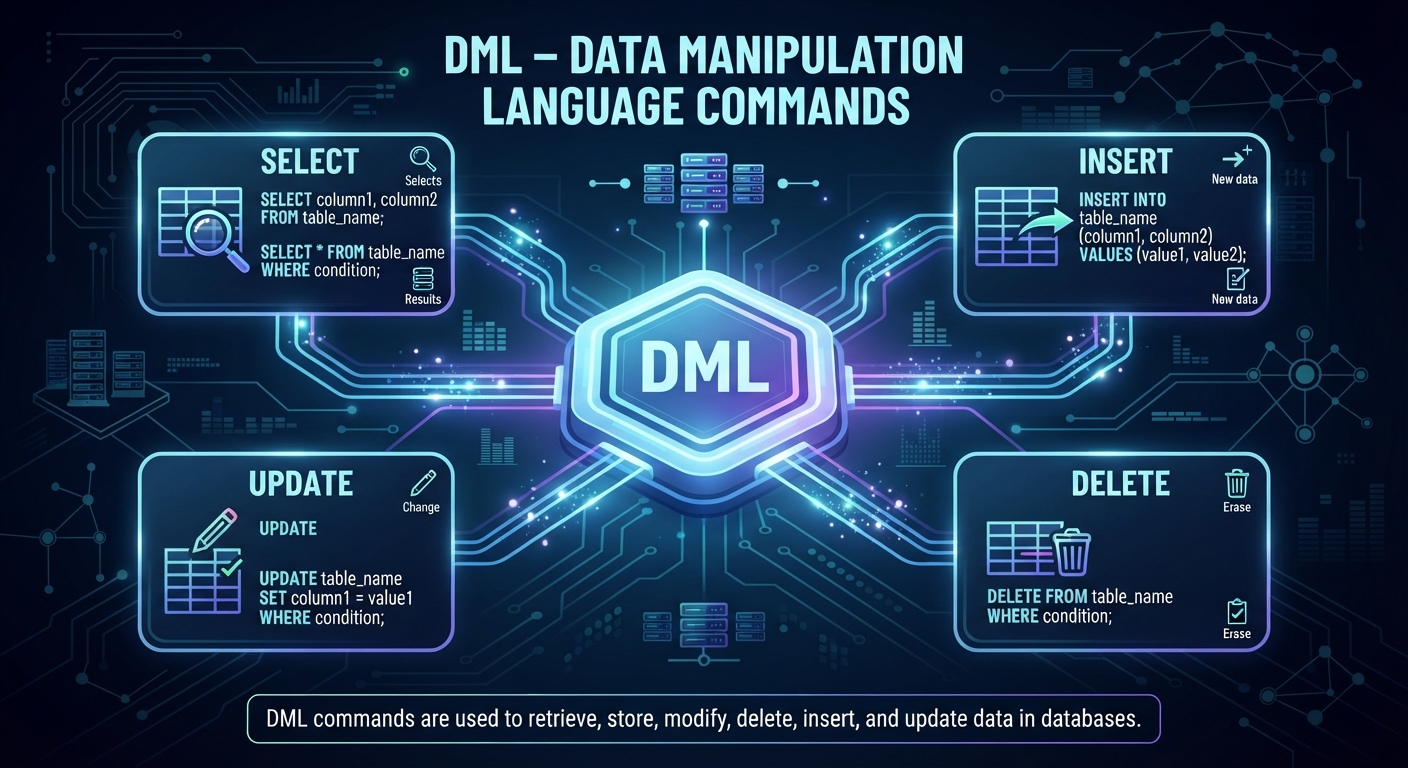 DML – DATA MANIPULATION
LANGUAGE COMMANDS
SELECT
Selects
SELECT column1, column2
FROM table_name;
SELECT * FROM table_name
WHERE condition;
Results
INSERT
New data
INSERT INTO
table_name
(column1, column2)
VALUES (value1, value2);
New data
DML
UPDATE
Change
UPDATE
UPDATE table_name
SET column1 = value1
WHERE condition;
DELETE
Erase
DELETE FROM table_name
WHERE condition;
Erase
DML commands are used to retrieve, store, modify, delete, insert, and update data in databases.